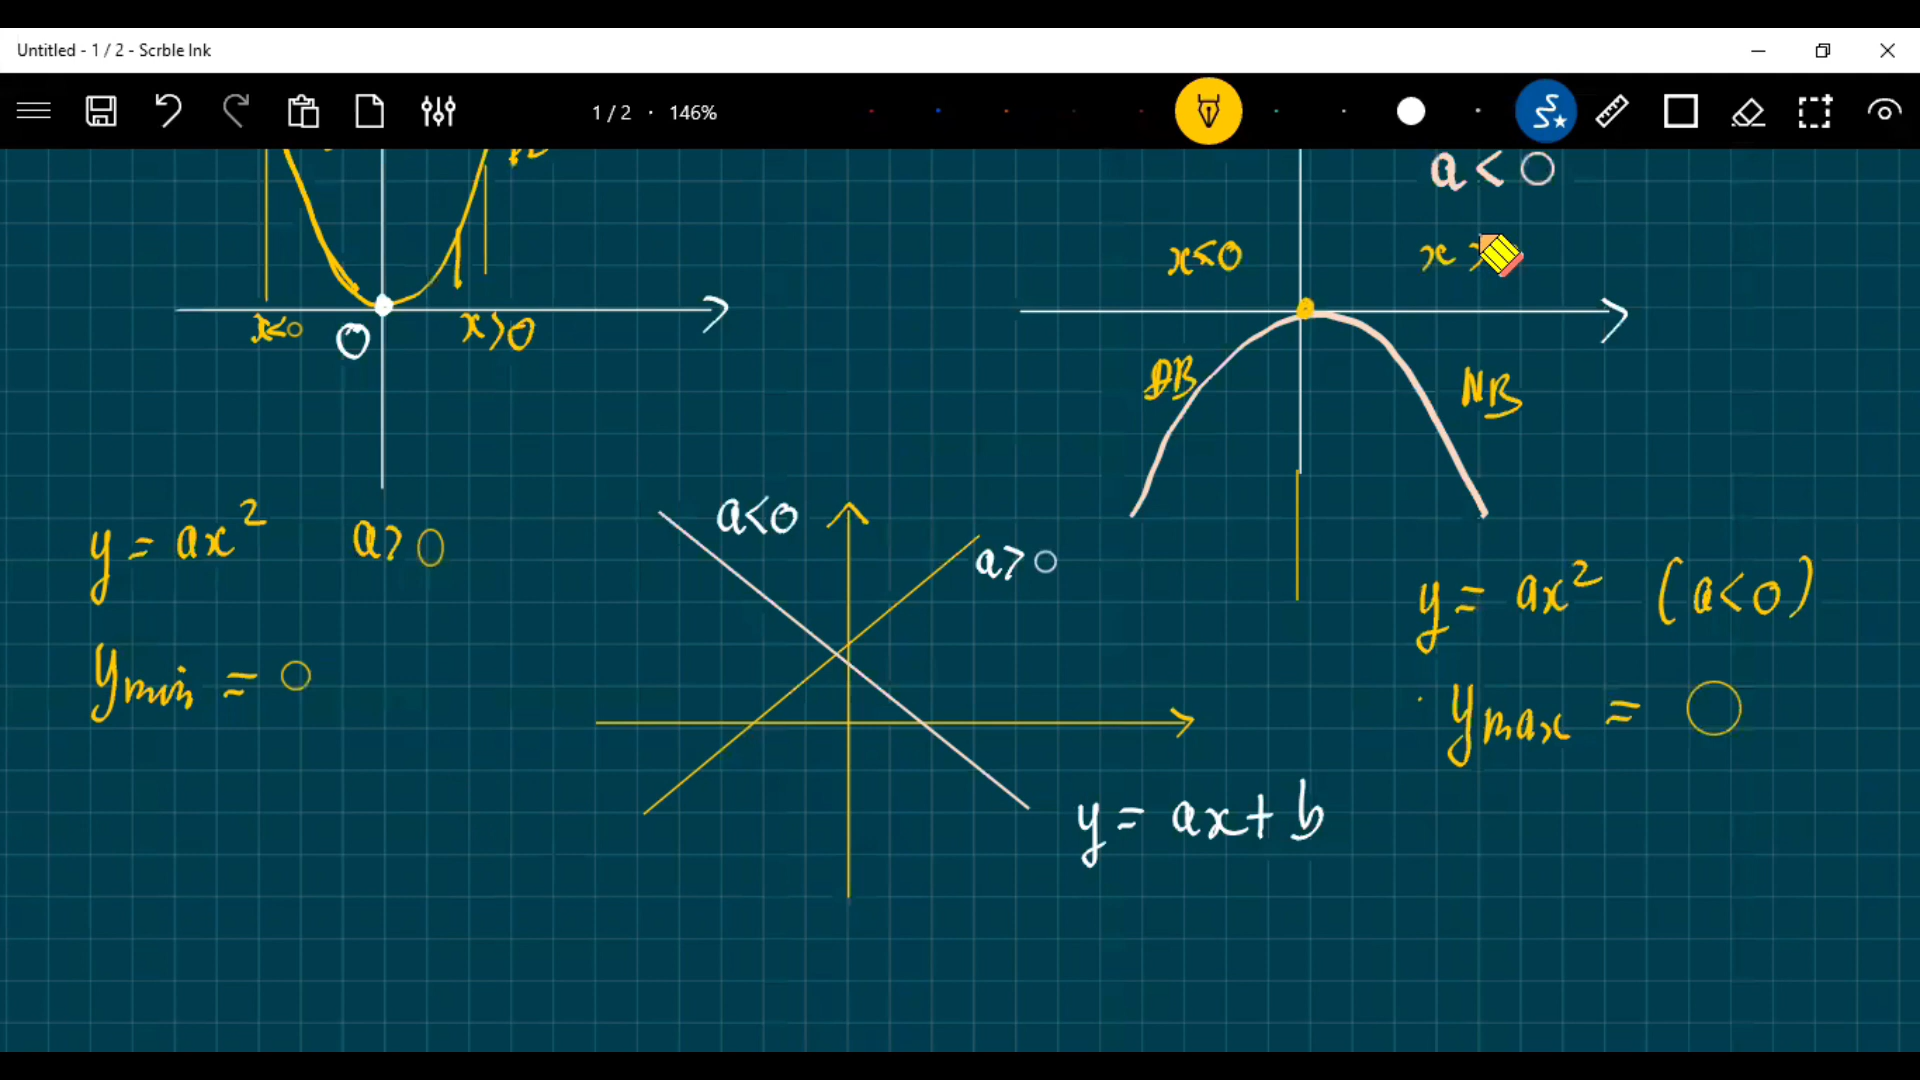 Untitled - 1 / 2 - Scrble Ink
1 / 2 · 146%
a < 0
x<0
x >
x<0
O
x>0
ĐB
NB
y = ax²   a > 0
a<0
a > 0
y = ax²   (a<0)
ymin = 0
ymax = 0
y = ax + b